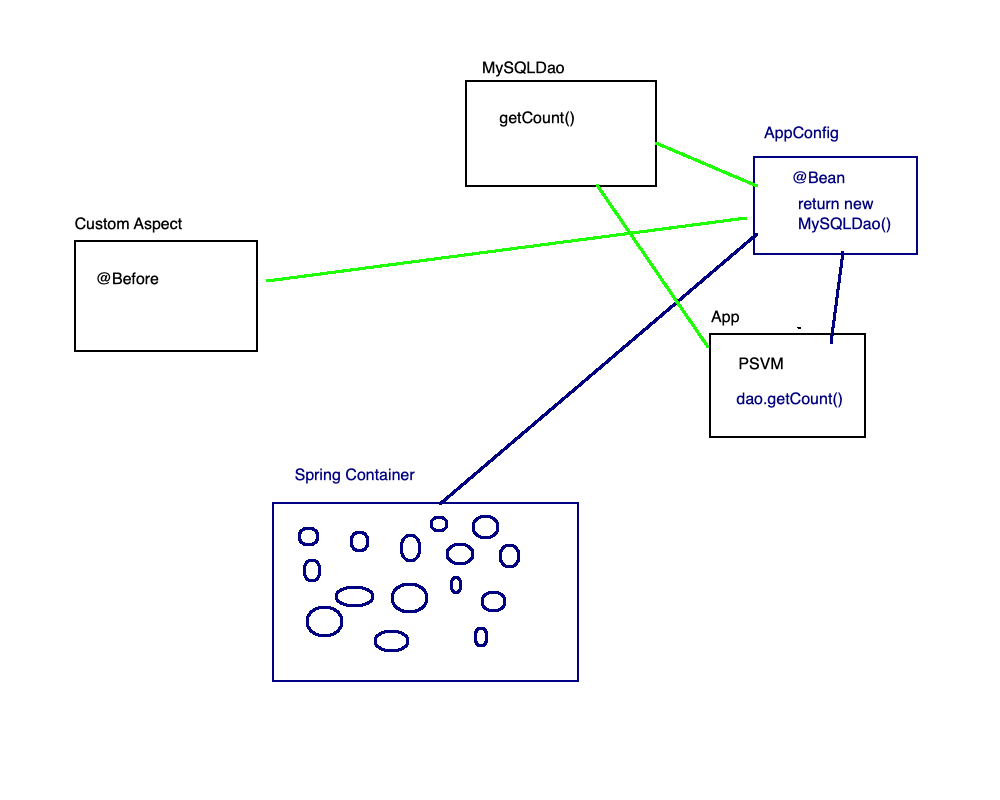 MySQLDao
getCount()
AppConfig
@Bean
return new
MySQLDao()
Custom Aspect
@Before
App
PSVM
dao.getCount()
Spring Container